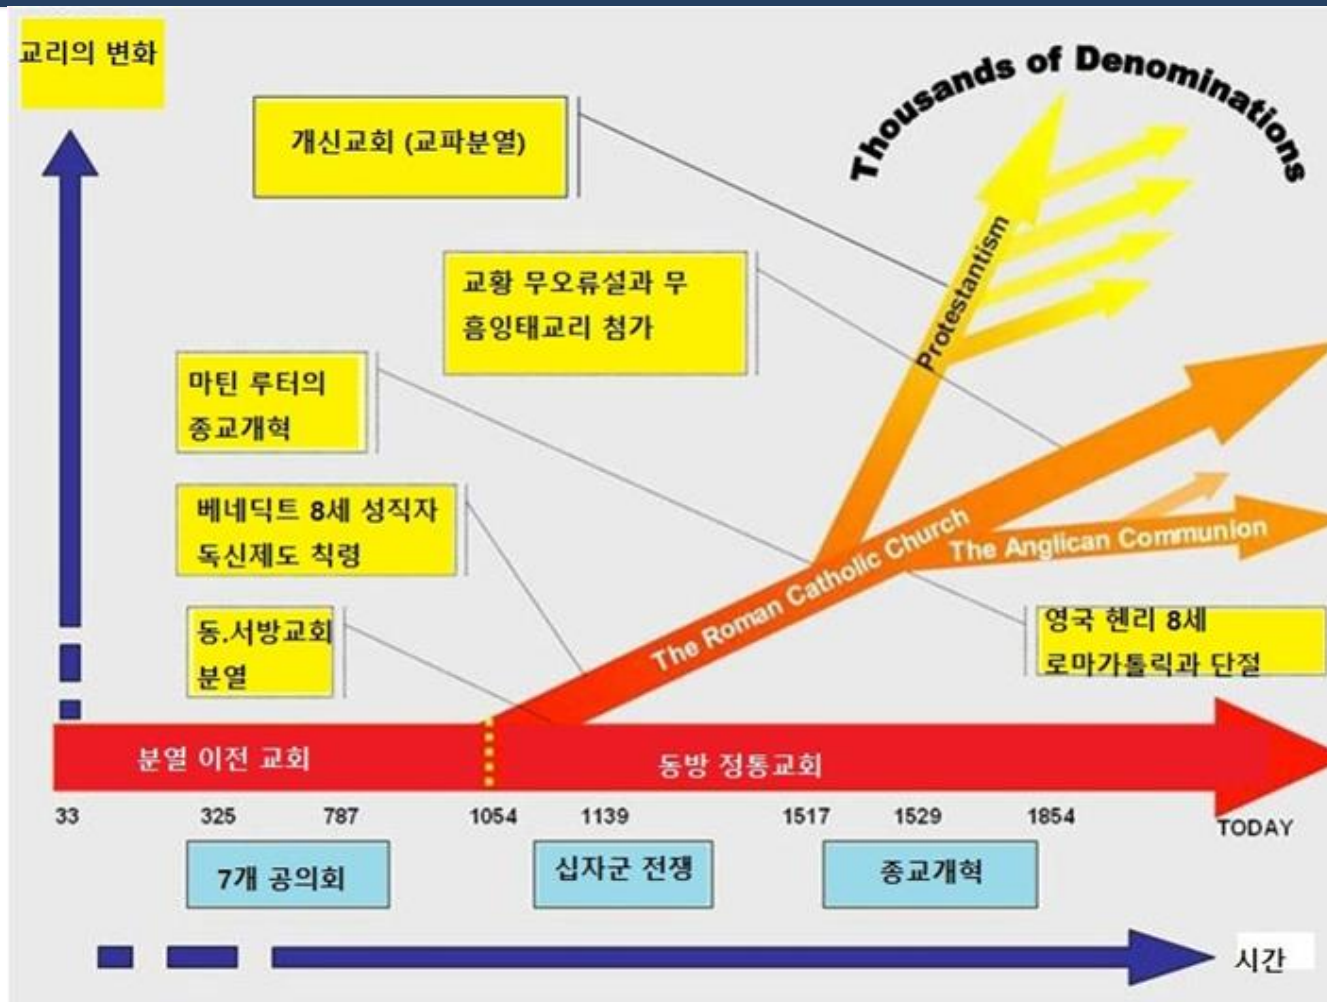 교리의 변화
Thousands of Denominations
개신교회 (교파분열)
Protestantism
교황 무오류설과 무
흠잉태교리 첨가
마틴 루터의
종교개혁
베네딕트 8세 성직자
독신제도 칙령
The Roman Catholic Church
The Anglican Communion
동.서방교회
분열
영국 헨리 8세
로마가톨릭과 단절
분열 이전 교회
동방 정통교회
33 325 787 1054 1139 1517 1529 1854 TODAY
7개 공의회
십자군 전쟁
종교개혁
시간